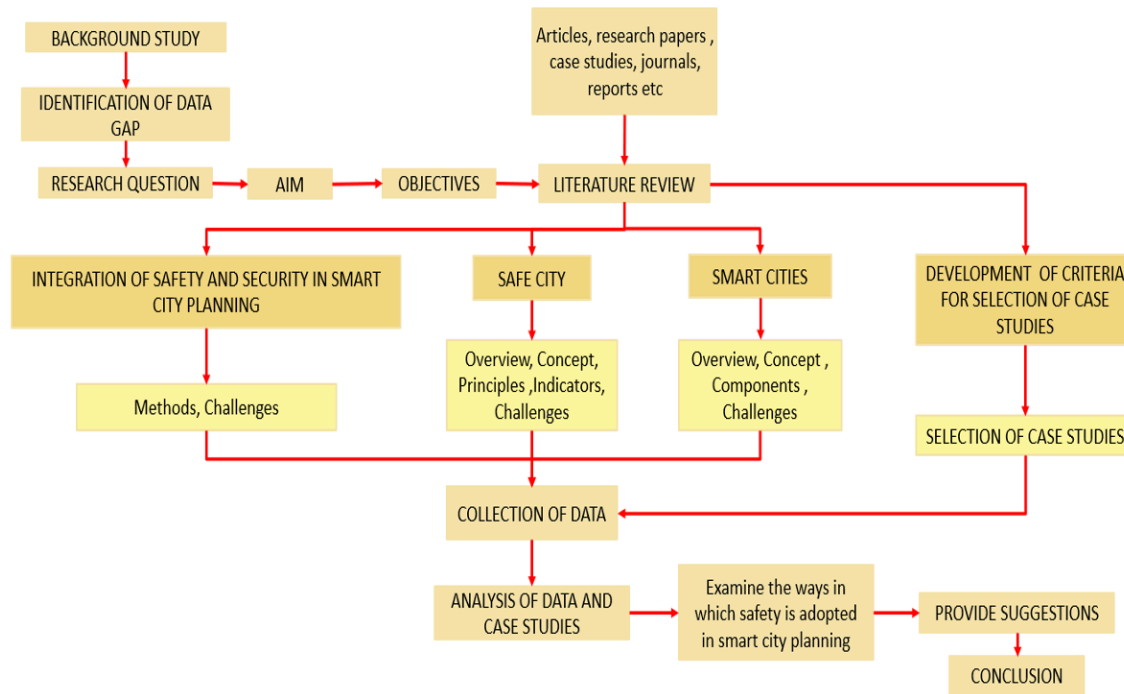 BACKGROUND STUDY
Articles, research papers ,
case studies, journals,
reports etc
IDENTIFICATION OF DATA
GAP
RESEARCH QUESTION
AIM
OBJECTIVES
LITERATURE REVIEW
INTEGRATION OF SAFETY AND SECURITY IN SMART
CITY PLANNING
SAFE CITY
SMART CITIES
DEVELOPMENT OF CRITERIA
FOR SELECTION OF CASE
STUDIES
Methods, Challenges
Overview, Concept,
Principles ,Indicators,
Challenges
Overview, Concept ,
Components ,
Challenges
SELECTION OF CASE STUDIES
COLLECTION OF DATA
ANALYSIS OF DATA AND
CASE STUDIES
Examine the ways in
which safety is adopted
in smart city planning
PROVIDE SUGGESTIONS
CONCLUSION